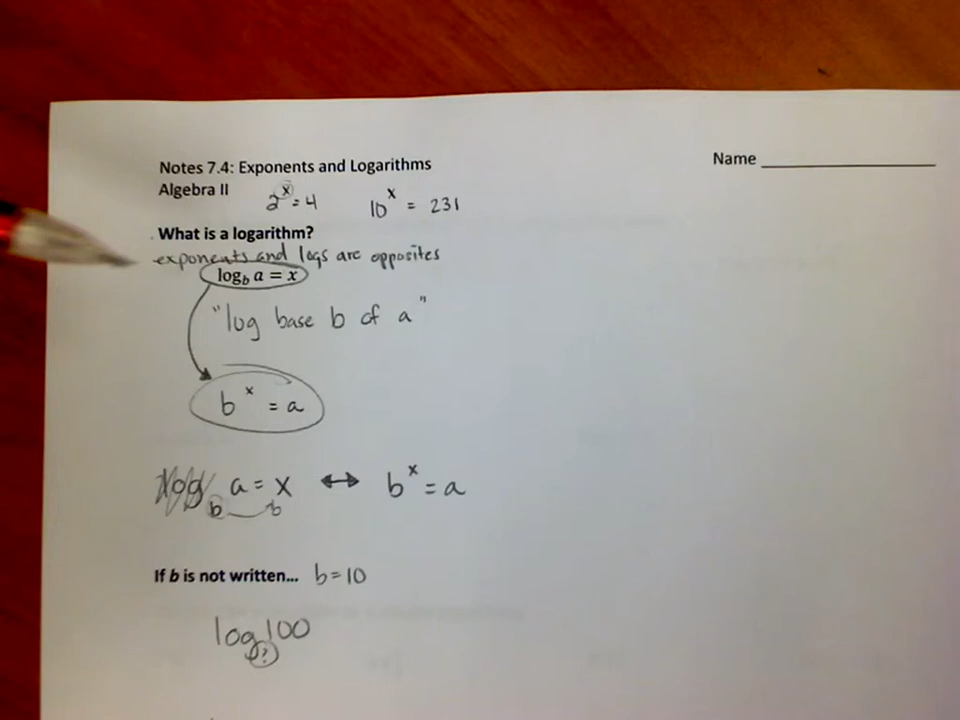 Notes 7.4: Exponents and Logarithms
Name
Algebra II
2^x = 4    10^x = 231
What is a logarithm?
exponents and logs are opposites
log_b a = x
"log base b of a"
b^x = a
log_b a = x ↔ b^x = a
b
If b is not written... b = 10
log 100
?